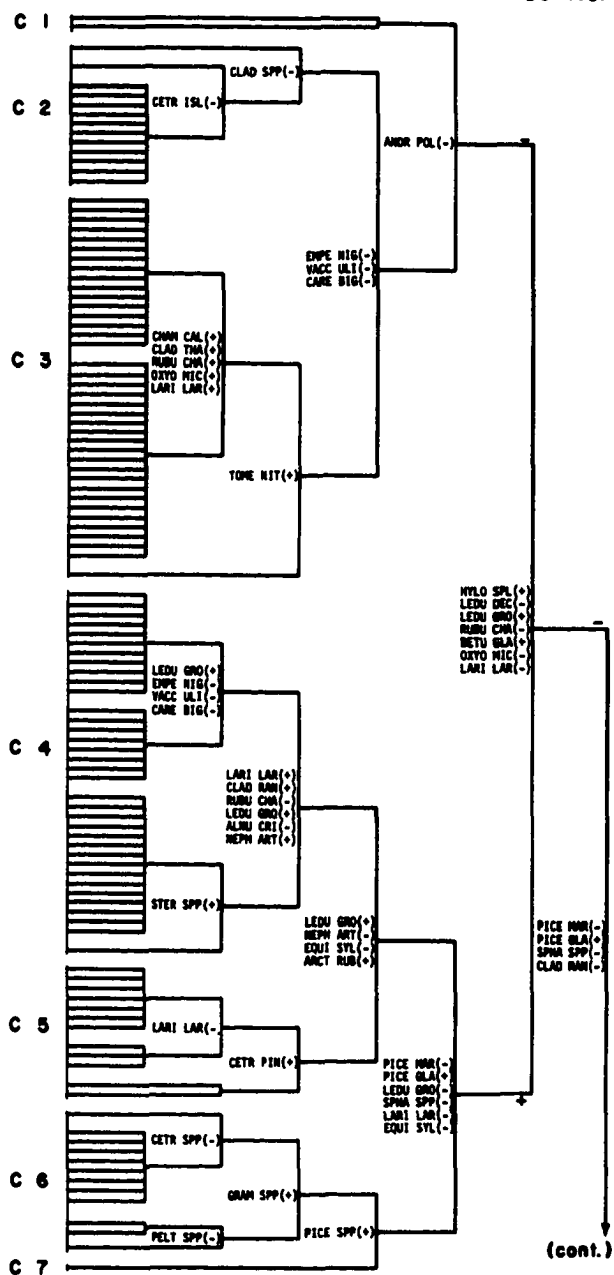 C 1
CLAD SPP(-)
CETR ISL(-)
C 2
ANDR POL(-)
-
EMPE NIG(-)
VACC ULI(-)
CARE BIG(-)
CHAM CAL(+)
CLAD THA(+)
RUBU CHA(+)
OXYO MIC(+)
LARI LAR(+)
C 3
TOME NIT(+)
HYLO SPL(+)
LEDU DEC(-)
LEDU GRO(+)
RUBU CHA(-)
BETU GLA(+)
OXYO MIC(-)
LARI LAR(-)
-
LEDU GRO(+)
EMPE NIG(-)
VACC ULI(-)
CARE BIG(-)
C 4
LARI LAR(+)
CLAD RAN(+)
RUBU CHA(-)
LEDU GRO(+)
ALNU CRI(-)
NEPH ART(+)
STER SPP(+)
LEDU GRO(+)
NEPH ART(-)
EQUI SYL(-)
ARCT RUB(+)
PICE MAR(-)
PICE GLA(+)
SPHA SPP(-)
CLAD RAN(-)
C 5
LARI LAR(-)
CETR PIN(+)
PICE MAR(-)
PICE GLA(+)
LEDU GRO(-)
SPHA SPP(-)
LARI LAR(-)
EQUI SYL(-)
+
CETR SPP(-)
C 6
GRAM SPP(+)
PELT SPP(-)
PICE SPP(+)
(cont.)
C 7